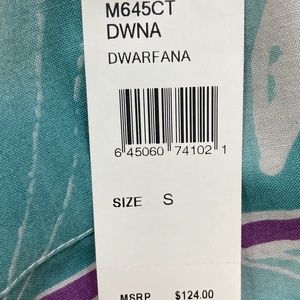 M645CT
DWNA
DWARFANA
6 45060 74102 1
SIZE S
MSRP $124.00